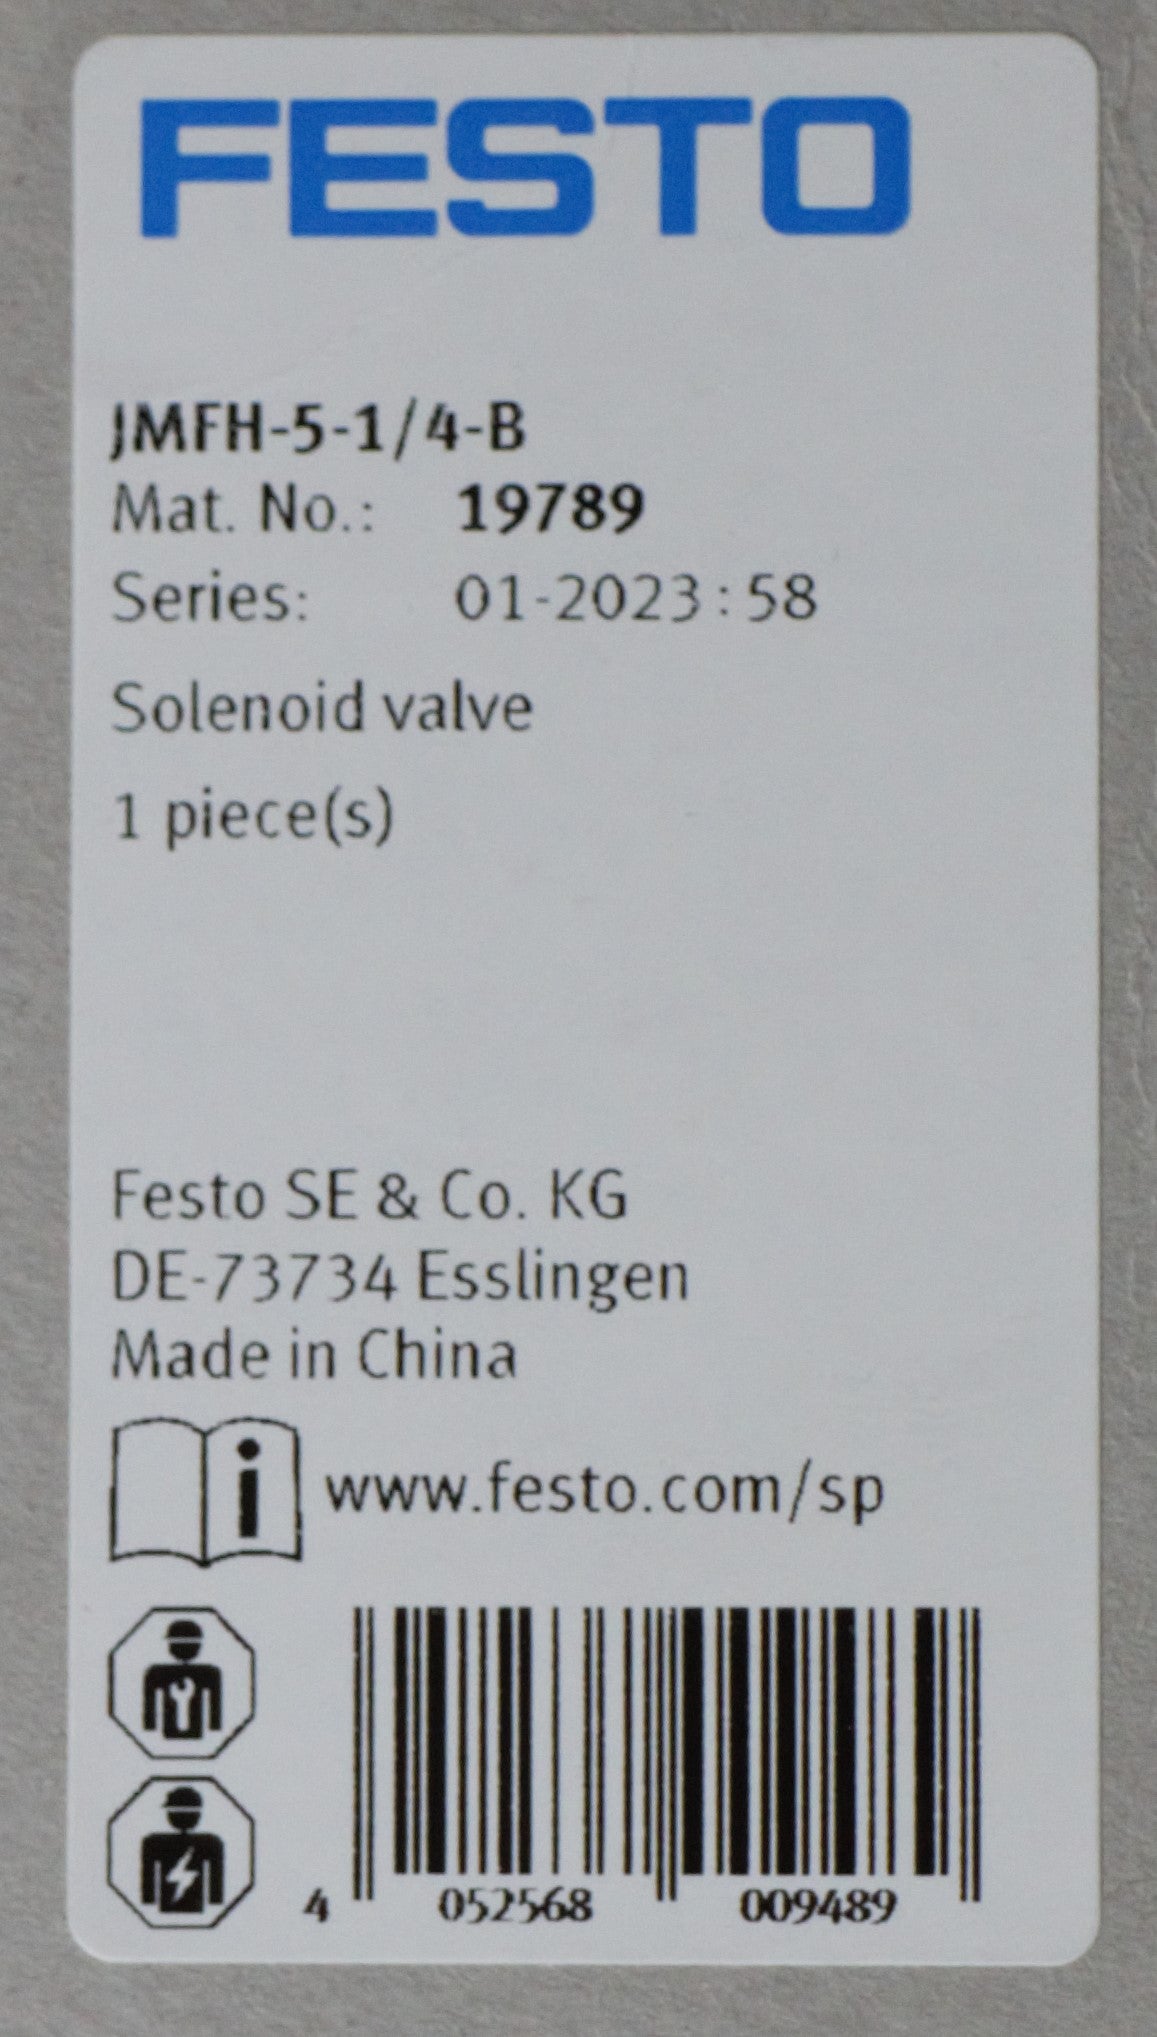 FESTO
JMFH-5-1/4-B
Mat. No.: 19789
Series: 01-2023:58
Solenoid valve
1 piece(s)
Festo SE & Co. KG
DE-73734 Esslingen
Made in China
i www.festo.com/sp
4 052568 009489